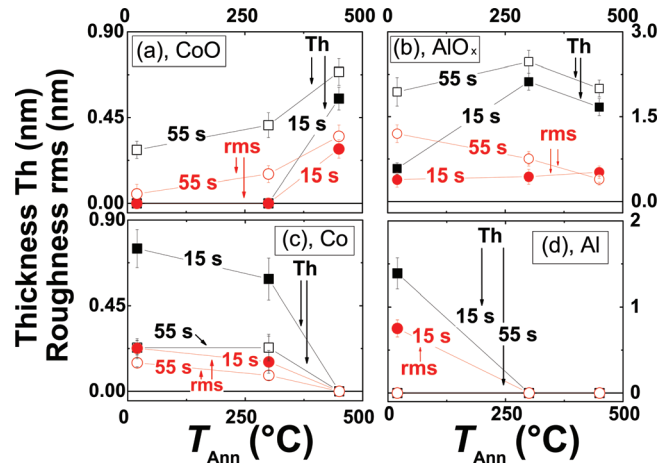 Thickness Th (nm)
Roughness rms (nm)
0 250 500 0 250 500
0.90
0.45
0.00
(a), CoO
Th
55 s
15 s
rms
55 s
15 s
(b), AlOx
Th
55 s
15 s
rms
55 s
15 s
3.0
1.5
0.0
0.90
0.45
0.00
(c), Co
15 s
Th
55 s
15 s
55 s
rms
(d), Al
Th
15 s
55 s
rms
2
1
0
0 250 500 0 250 500
TAnn (°C) TAnn (°C)